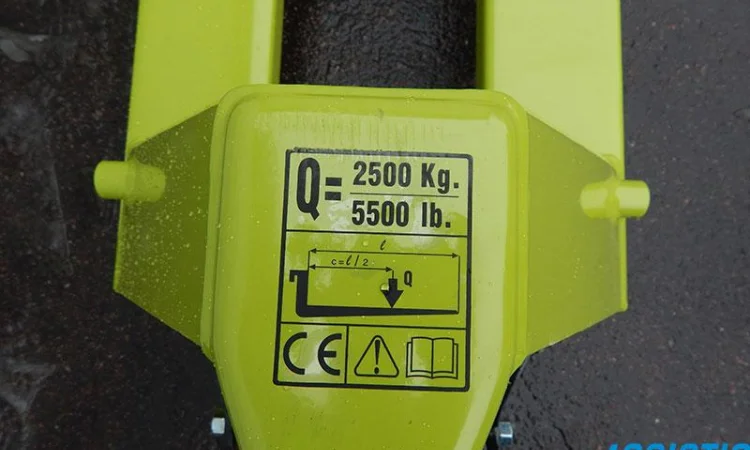 Q= 2500 Kg.
5500 lb.
l
c=l/2
Q
CE